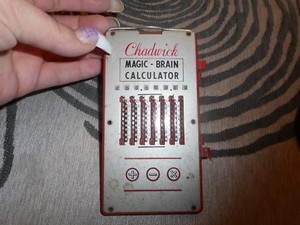 Chadwick
MAGIC - BRAIN
CALCULATOR
+ - X